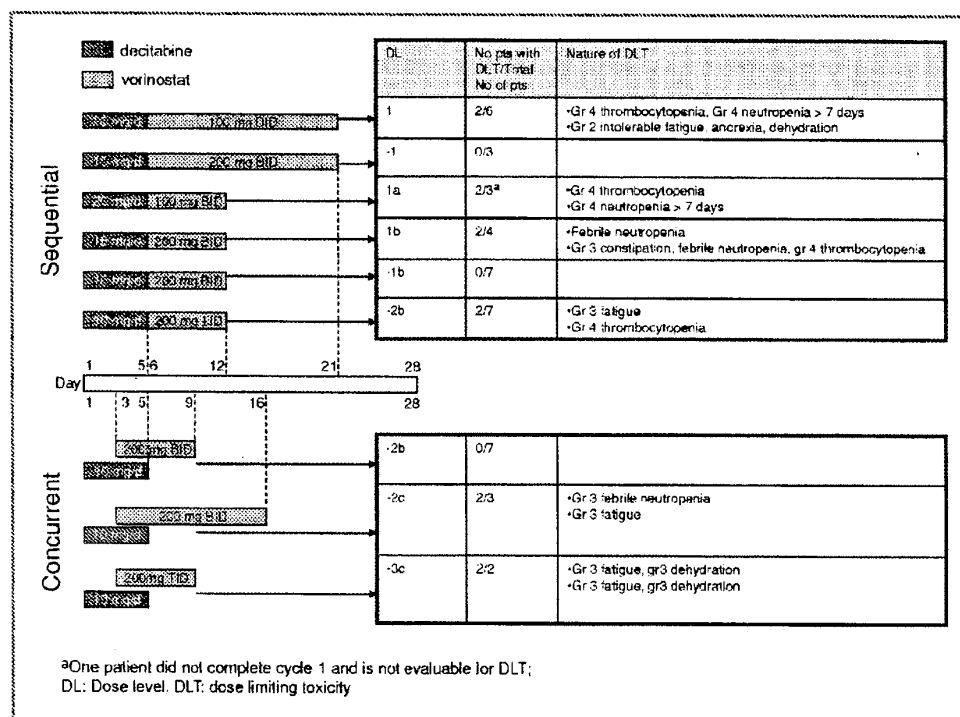 decitabine
vorinostat
DL No pts with DLT/Total No of pts Nature of DLT
Sequential
100 mg BID 1 2/6 •Gr 4 thrombocytopenia, Gr 4 neutropenia > 7 days
•Gr 2 intolerable fatigue, anorexia, dehydration
200 mg BID -1 0/3
100 mg BID 1a 2/3a •Gr 4 thrombocytopenia
•Gr 4 neutropenia > 7 days
200 mg BID 1b 2/4 •Febrile neutropenia
•Gr 3 constipation, febrile neutropenia, gr 4 thrombocytopenia
200 mg BID -1b 0/7
200 mg -2b 2/7 •Gr 3 fatigue
•Gr 4 thrombocytopenia
1 5 6 12 21 28
Day
1 3 5 9 16 28
Concurrent
200 mg BID -2b 0/7
200 mg BID -2c 2/3 •Gr 3 febrile neutropenia
•Gr 3 fatigue
200mg TID -3c 2/2 •Gr 3 fatigue, gr3 dehydration
•Gr 3 fatigue, gr3 dehydration
aOne patient did not complete cycle 1 and is not evaluable for DLT;
DL: Dose level. DLT: dose limiting toxicity